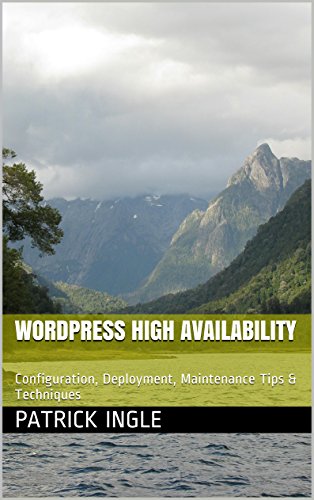 WORDPRESS HIGH AVAILABILITY
Configuration, Deployment, Maintenance Tips &
Techniques
PATRICK INGLE